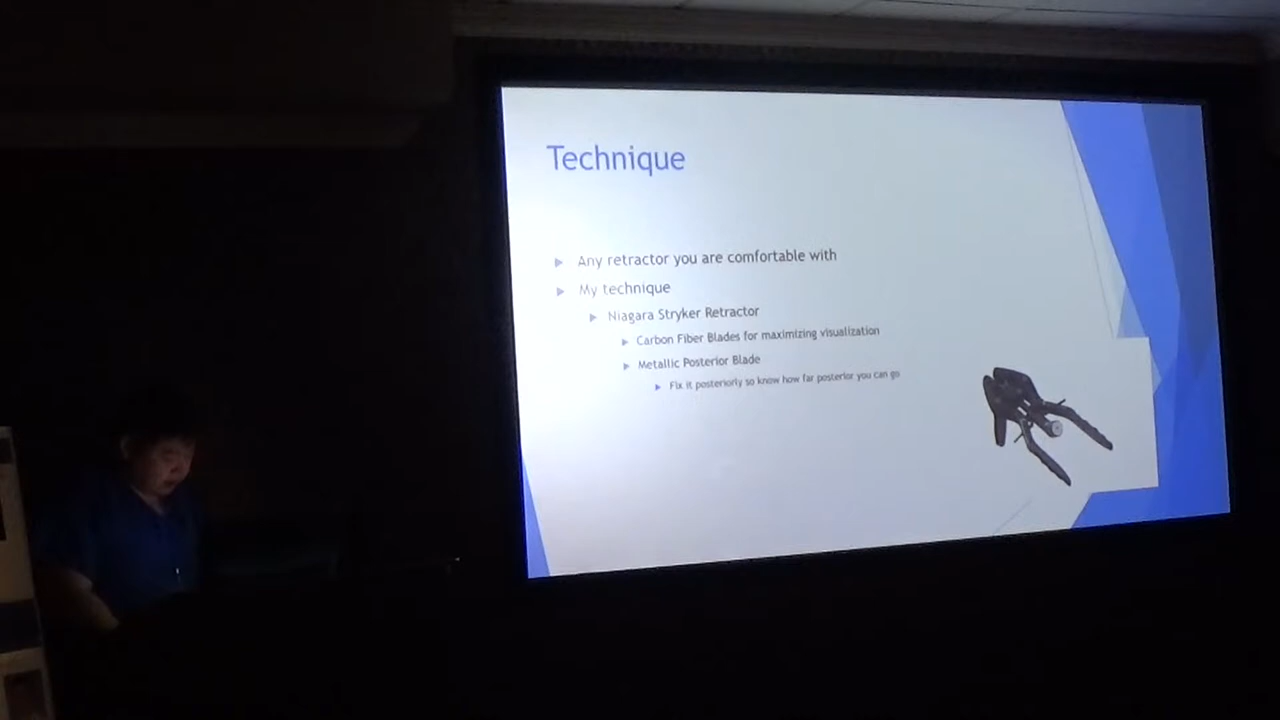 Technique
Any retractor you are comfortable with
My technique
Niagara Stryker Retractor
Carbon Fiber Blades for maximizing visualization
Metallic Posterior Blade
Fix it posteriorly so know how far posterior you can go